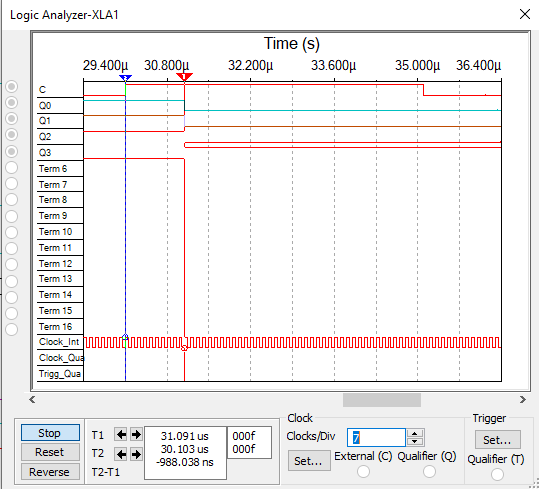 Logic Analyzer-XLA1
Time (s)
29.400µ 30.800µ 32.200µ 33.600µ 35.000µ 36.400µ
C
Q0
Q1
Q2
Q3
Term 6
Term 7
Term 8
Term 9
Term 10
Term 11
Term 12
Term 13
Term 14
Term 15
Term 16
Clock_Int
Clock_Qua
Trigg_Qua
Stop
Reset
Reverse
T1
T2
T2-T1
31.091 us
30.103 us
-988.038 ns
000f
000f
Clock
Clocks/Div 7
Set...
External (C) Qualifier (Q)
Trigger
Set...
Qualifier (T)